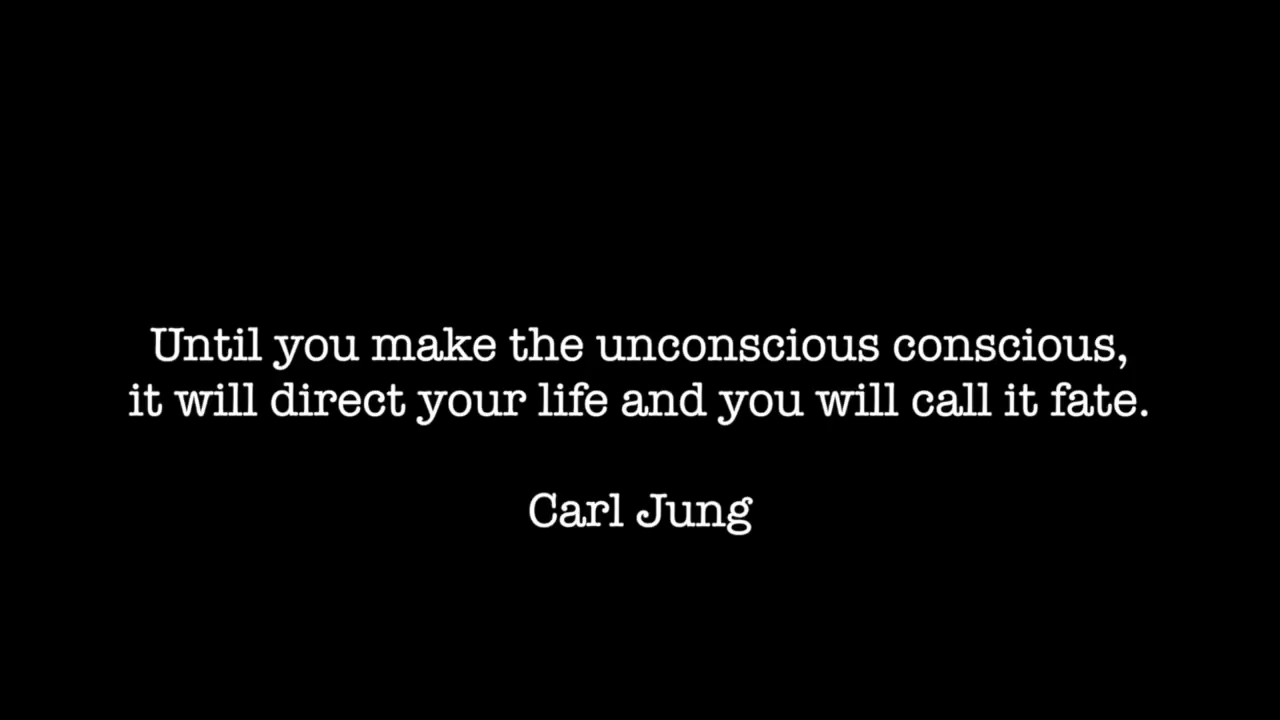 Until you make the unconscious conscious,
it will direct your life and you will call it fate.
Carl Jung